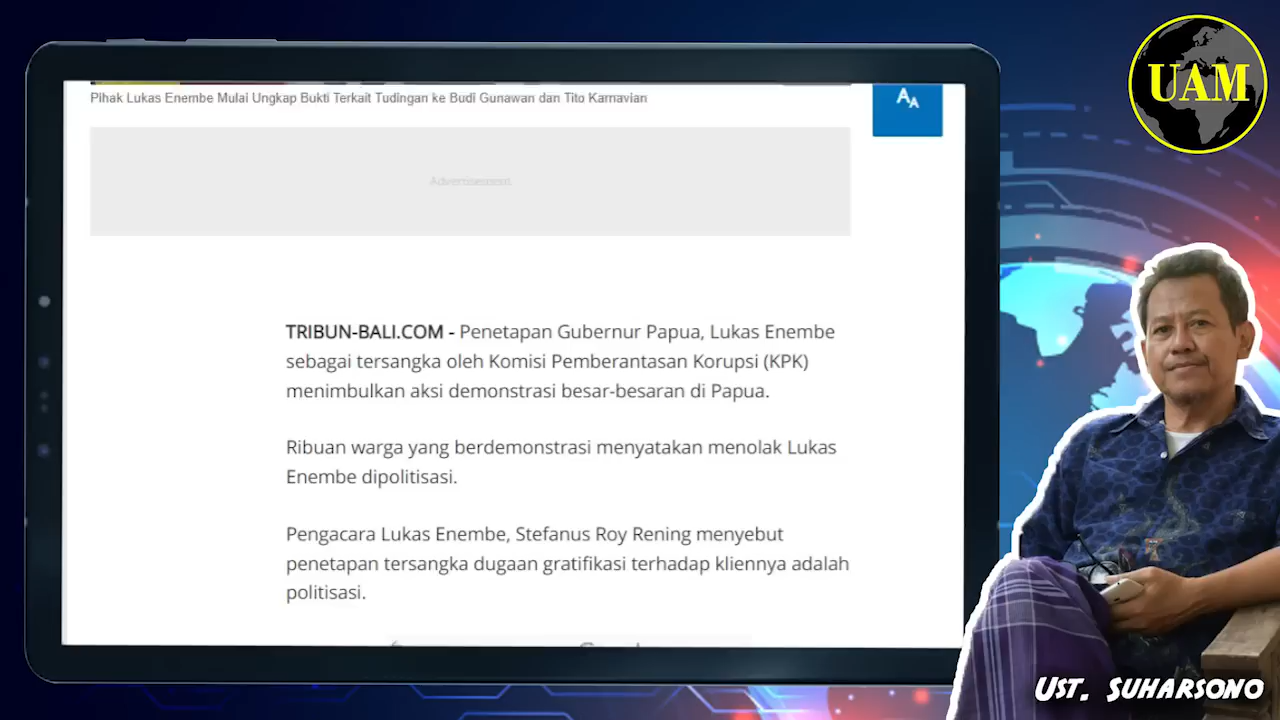 UAM
Pihak Lukas Enembe Mulai Ungkap Bukti Terkait Tudingan ke Budi Gunawan dan Tito Karnavian
AA
Advertisement
TRIBUN-BALI.COM - Penetapan Gubernur Papua, Lukas Enembe
sebagai tersangka oleh Komisi Pemberantasan Korupsi (KPK)
menimbulkan aksi demonstrasi besar-besaran di Papua.
Ribuan warga yang berdemonstrasi menyatakan menolak Lukas
Enembe dipolitisasi.
Pengacara Lukas Enembe, Stefanus Roy Rening menyebut
penetapan tersangka dugaan gratifikasi terhadap kliennya adalah
politisasi.
Ust. Suharsono